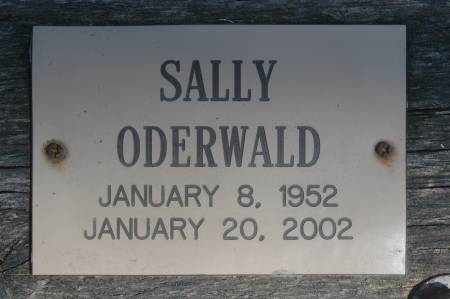 SALLY
ODERWALD
JANUARY 8, 1952
JANUARY 20, 2002